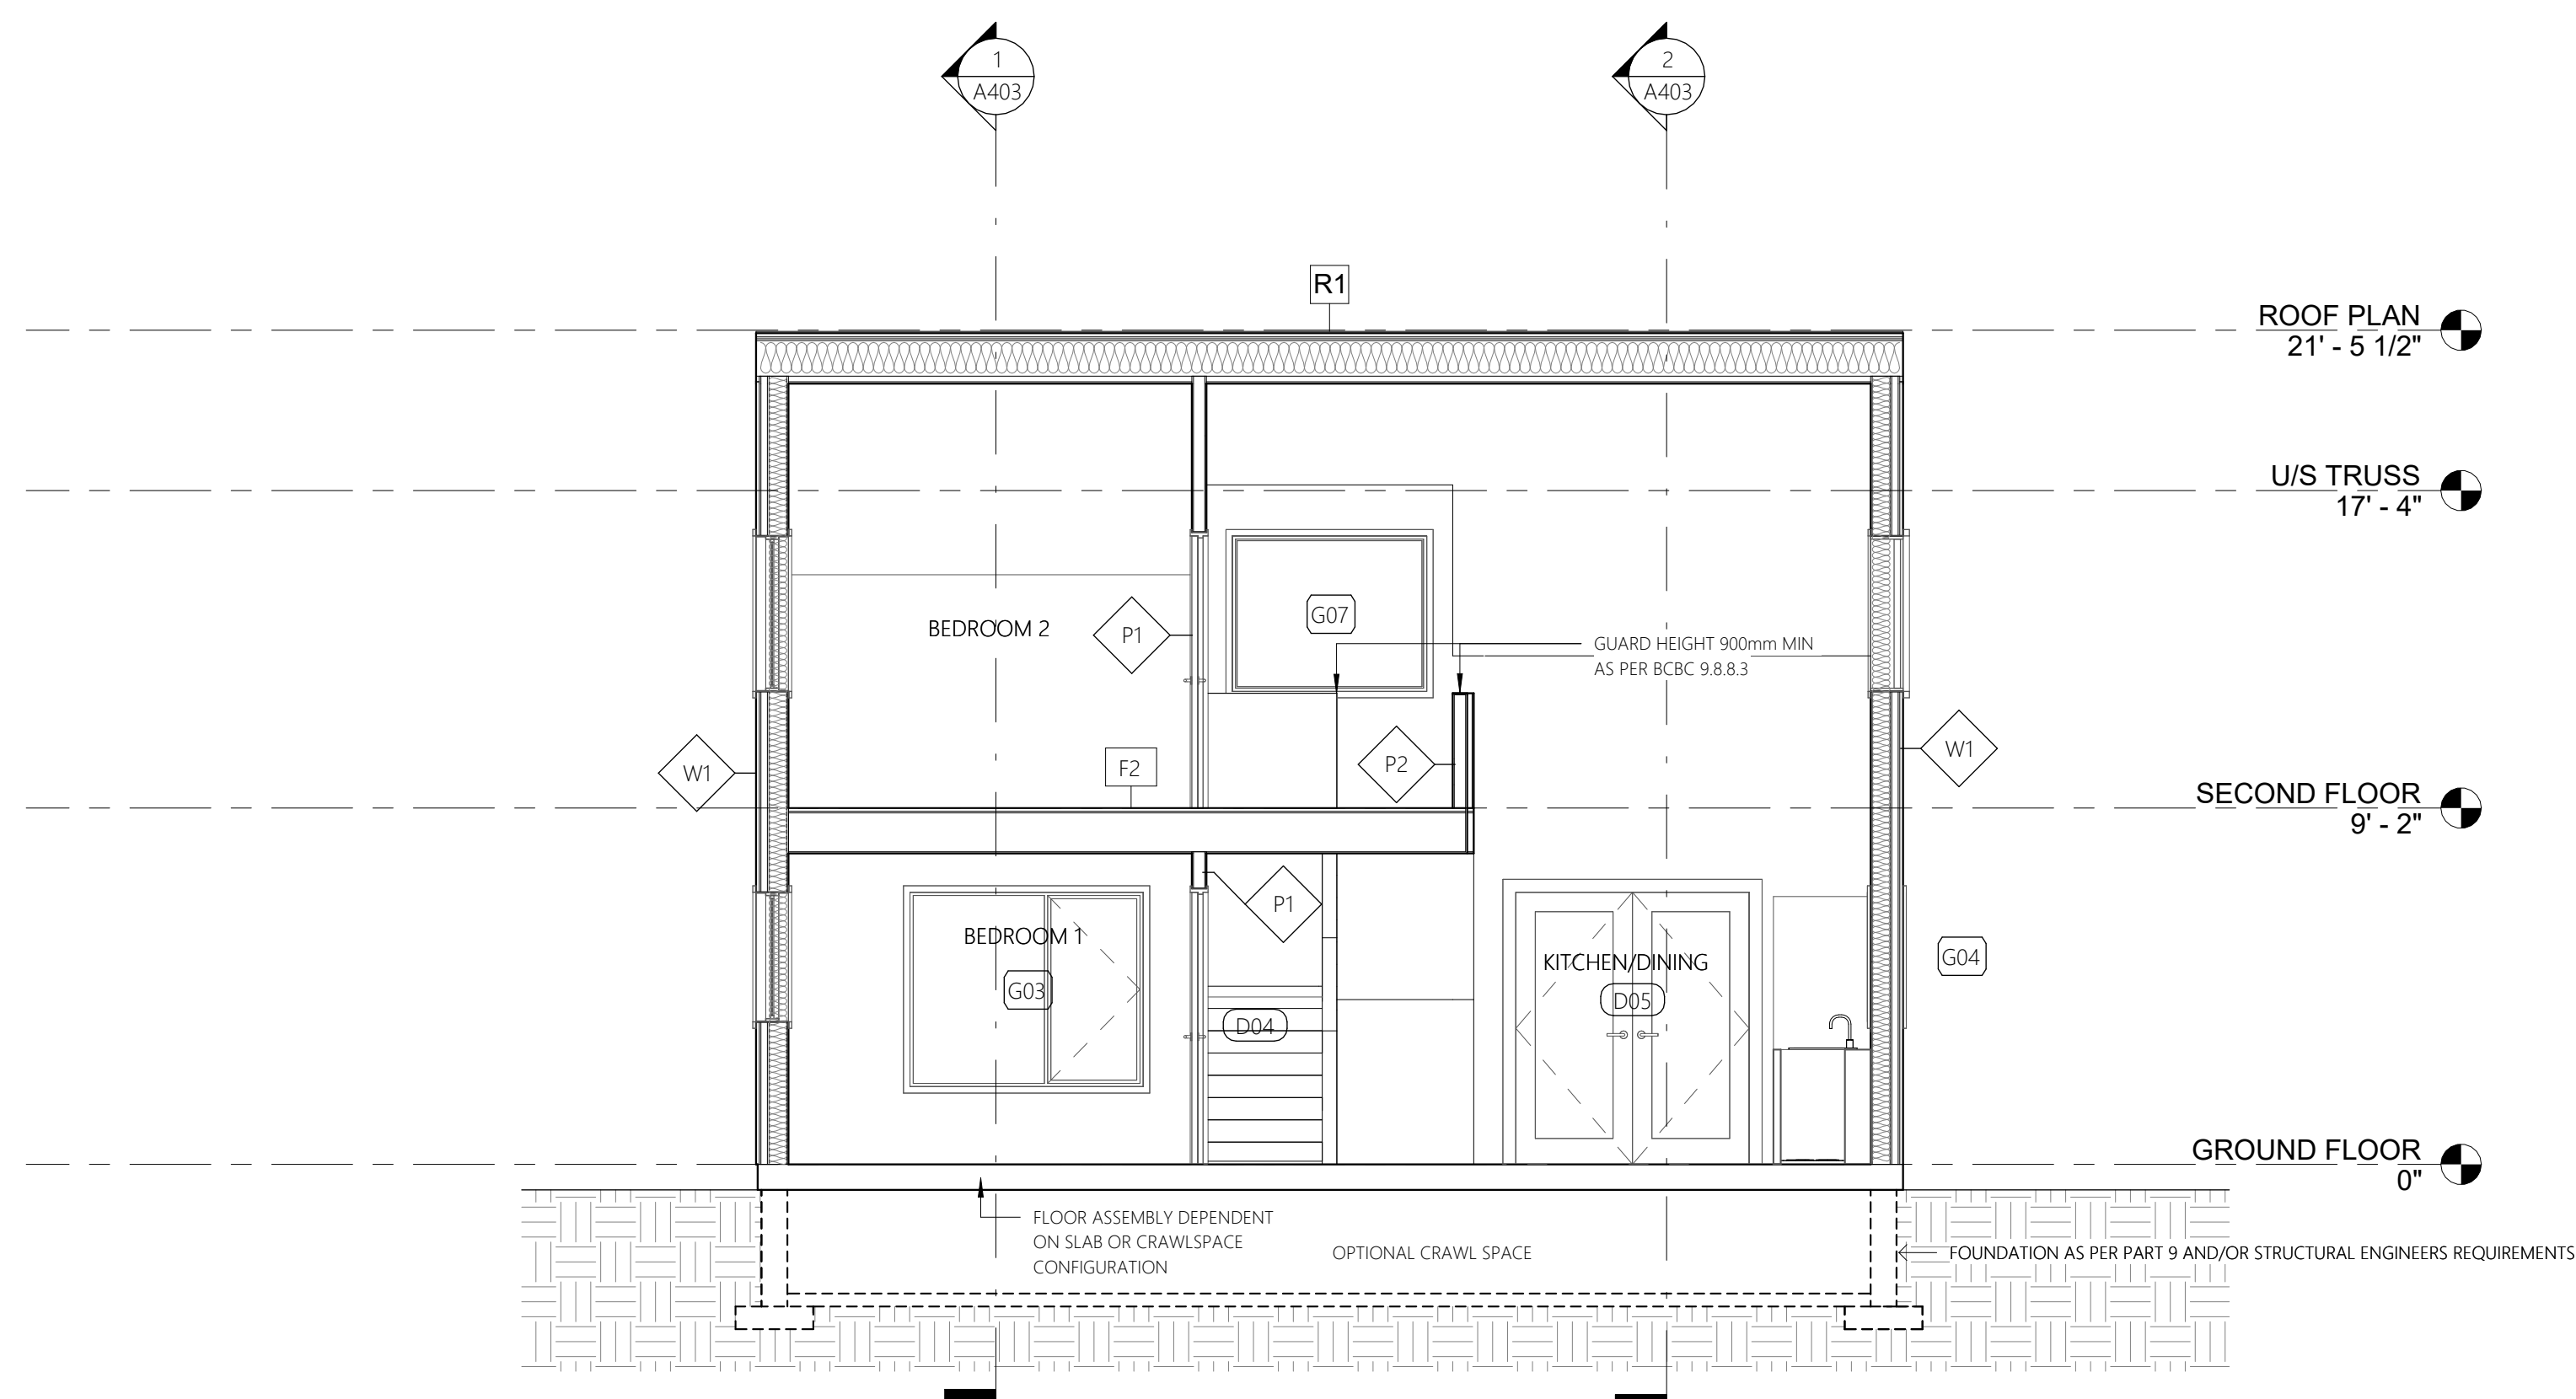 1
A403
2
A403
R1
ROOF PLAN
21' - 5 1/2"
U/S TRUSS
17' - 4"
BEDROOM 2
P1
G07
GUARD HEIGHT 900mm MIN
AS PER BCBC 9.8.8.3
W1
F2
P2
W1
SECOND FLOOR
9' - 2"
BEDROOM 1
G03
P1
D04
KITCHEN/DINING
D05
G04
GROUND FLOOR
0"
FLOOR ASSEMBLY DEPENDENT
ON SLAB OR CRAWLSPACE
CONFIGURATION
OPTIONAL CRAWL SPACE
FOUNDATION AS PER PART 9 AND/OR STRUCTURAL ENGINEERS REQUIREMENTS